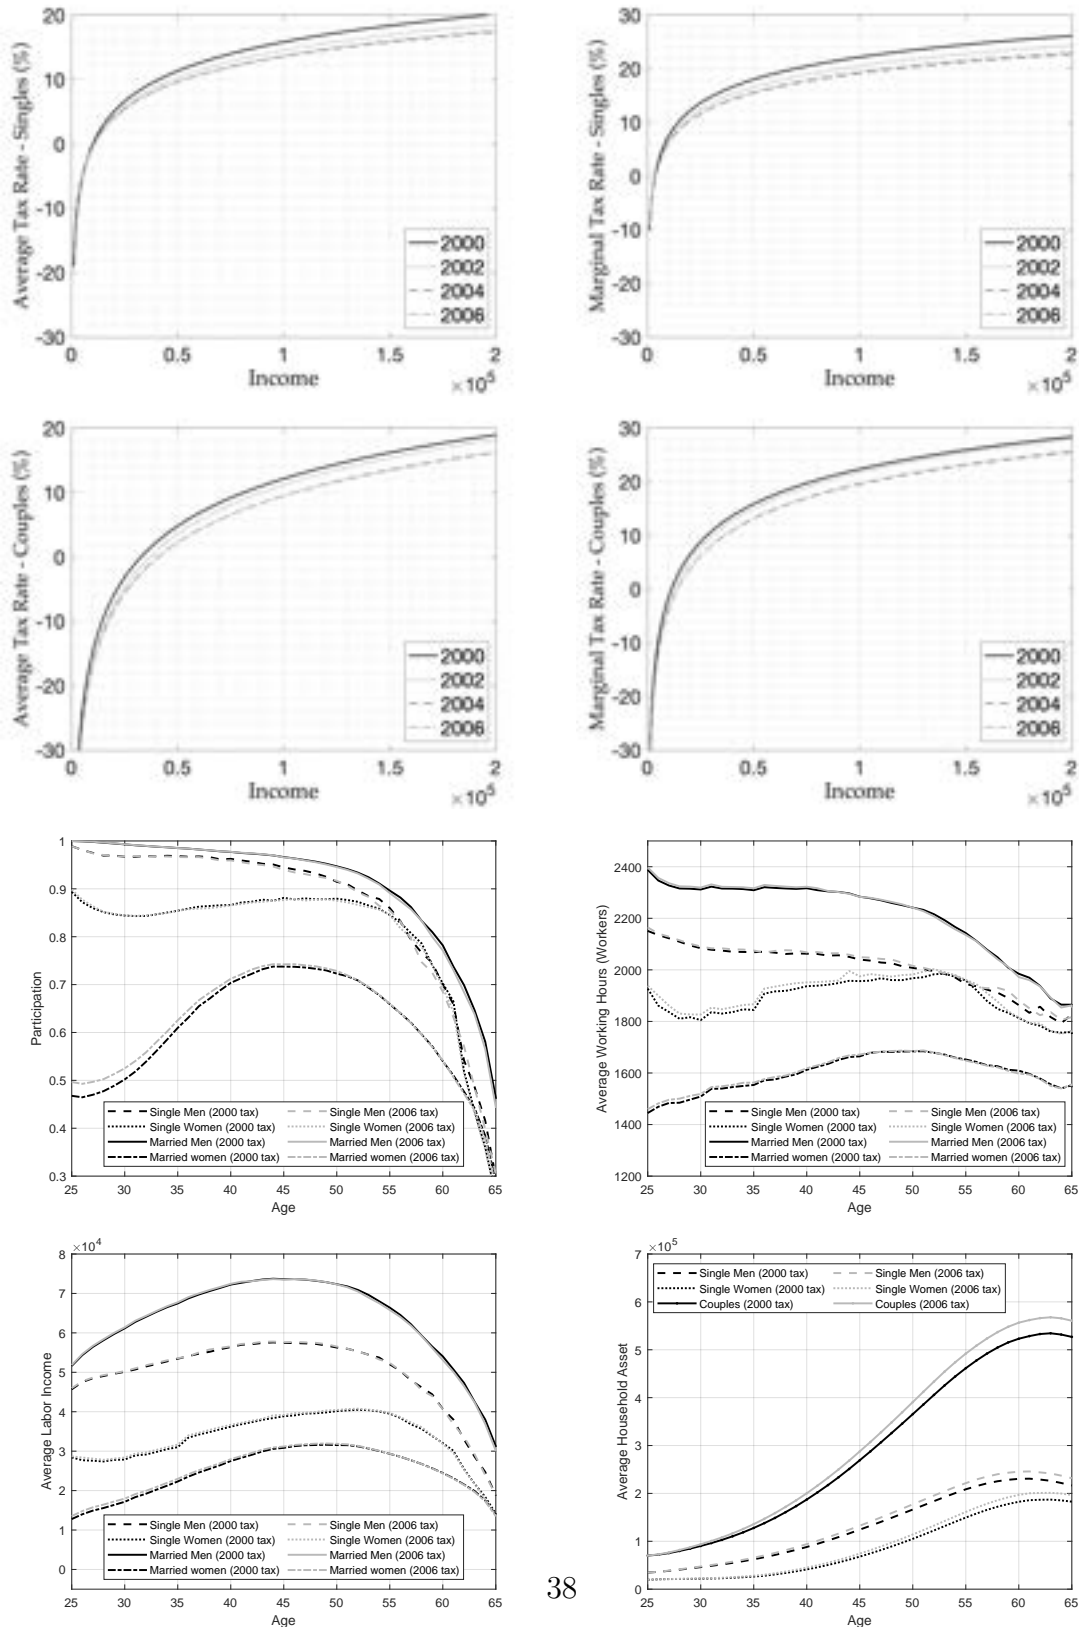 20
10
0
-10
-20
-30
Average Tax Rate - Singles (%)
2000
2002
2004
2006
0 0.5 1 1.5 2
Income
×10^5
30
20
10
0
-10
-20
-30
Marginal Tax Rate - Singles (%)
2000
2002
2004
2006
0 0.5 1 1.5 2
Income
×10^5
20
10
0
-10
-20
-30
Average Tax Rate - Couples (%)
2000
2002
2004
2006
0 0.5 1 1.5 2
Income
×10^5
30
20
10
0
-10
-20
-30
Marginal Tax Rate - Couples (%)
2000
2002
2004
2006
0 0.5 1 1.5 2
Income
×10^5
1
0.9
0.8
0.7
0.6
0.5
0.4
0.3
Participation
Single Men (2000 tax) Single Men (2006 tax)
Single Women (2000 tax) Single Women (2006 tax)
Married Men (2000 tax) Married Men (2006 tax)
Married women (2000 tax) Married women (2006 tax)
25 30 35 40 45 50 55 60 65
Age
2400
2200
2000
1800
1600
1400
1200
Average Working Hours (Workers)
Single Men (2000 tax) Single Men (2006 tax)
Single Women (2000 tax) Single Women (2006 tax)
Married Men (2000 tax) Married Men (2006 tax)
Married women (2000 tax) Married women (2006 tax)
25 30 35 40 45 50 55 60 65
Age
×10^4
8
7
6
5
4
3
2
1
0
Average Labor Income
Single Men (2000 tax) Single Men (2006 tax)
Single Women (2000 tax) Single Women (2006 tax)
Married Men (2000 tax) Married Men (2006 tax)
Married women (2000 tax) Married women (2006 tax)
25 30 35 40 45 50 55 60 65
Age
×10^5
7
6
5
4
3
2
1
0
Average Household Asset
Single Men (2000 tax) Single Men (2006 tax)
Single Women (2000 tax) Single Women (2006 tax)
Couples (2000 tax) Couples (2006 tax)
25 30 35 40 45 50 55 60 65
Age
38